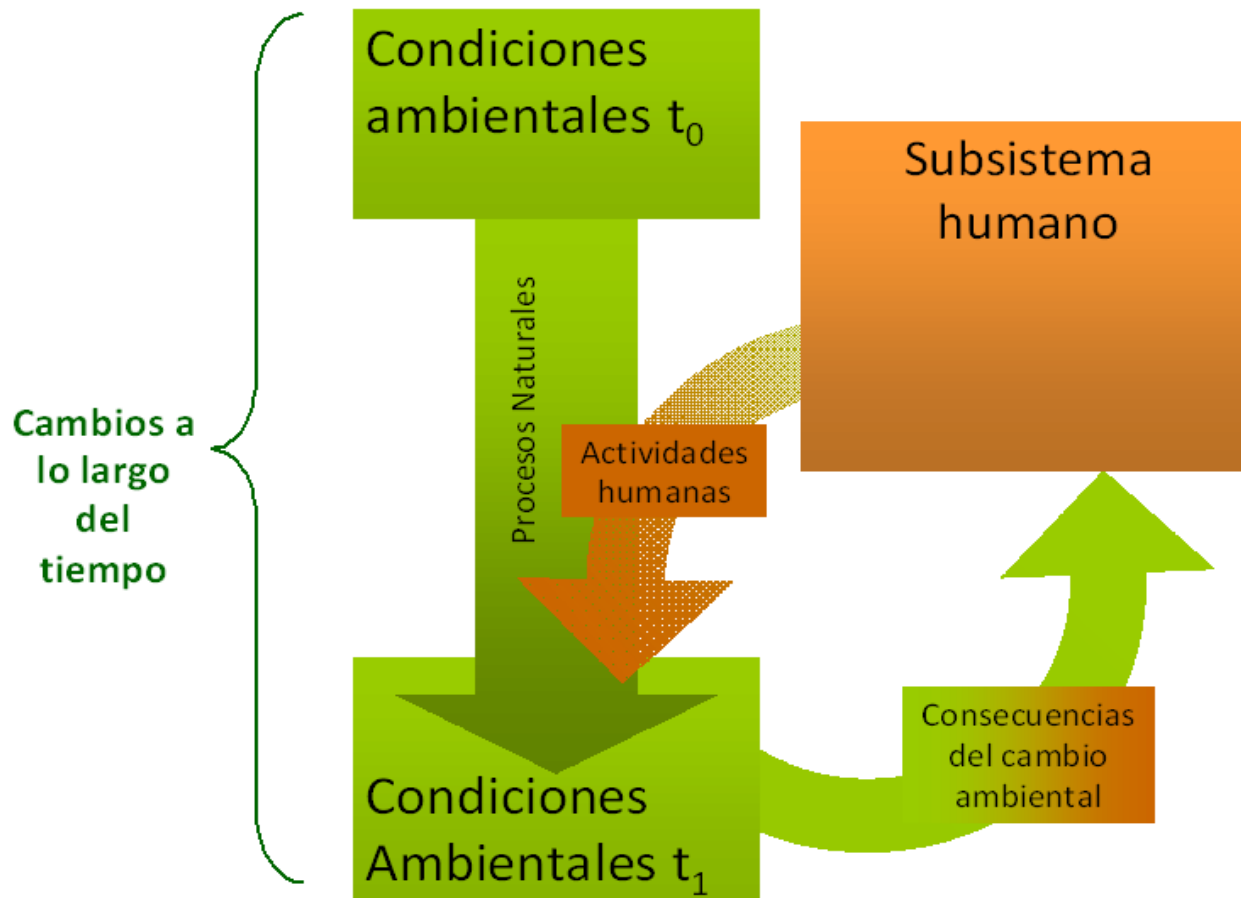 Condiciones
ambientales t₀
Subsistema
humano
Procesos Naturales
Cambios a
lo largo
del
tiempo
Actividades
humanas
Consecuencias
del cambio
ambiental
Condiciones
Ambientales t₁